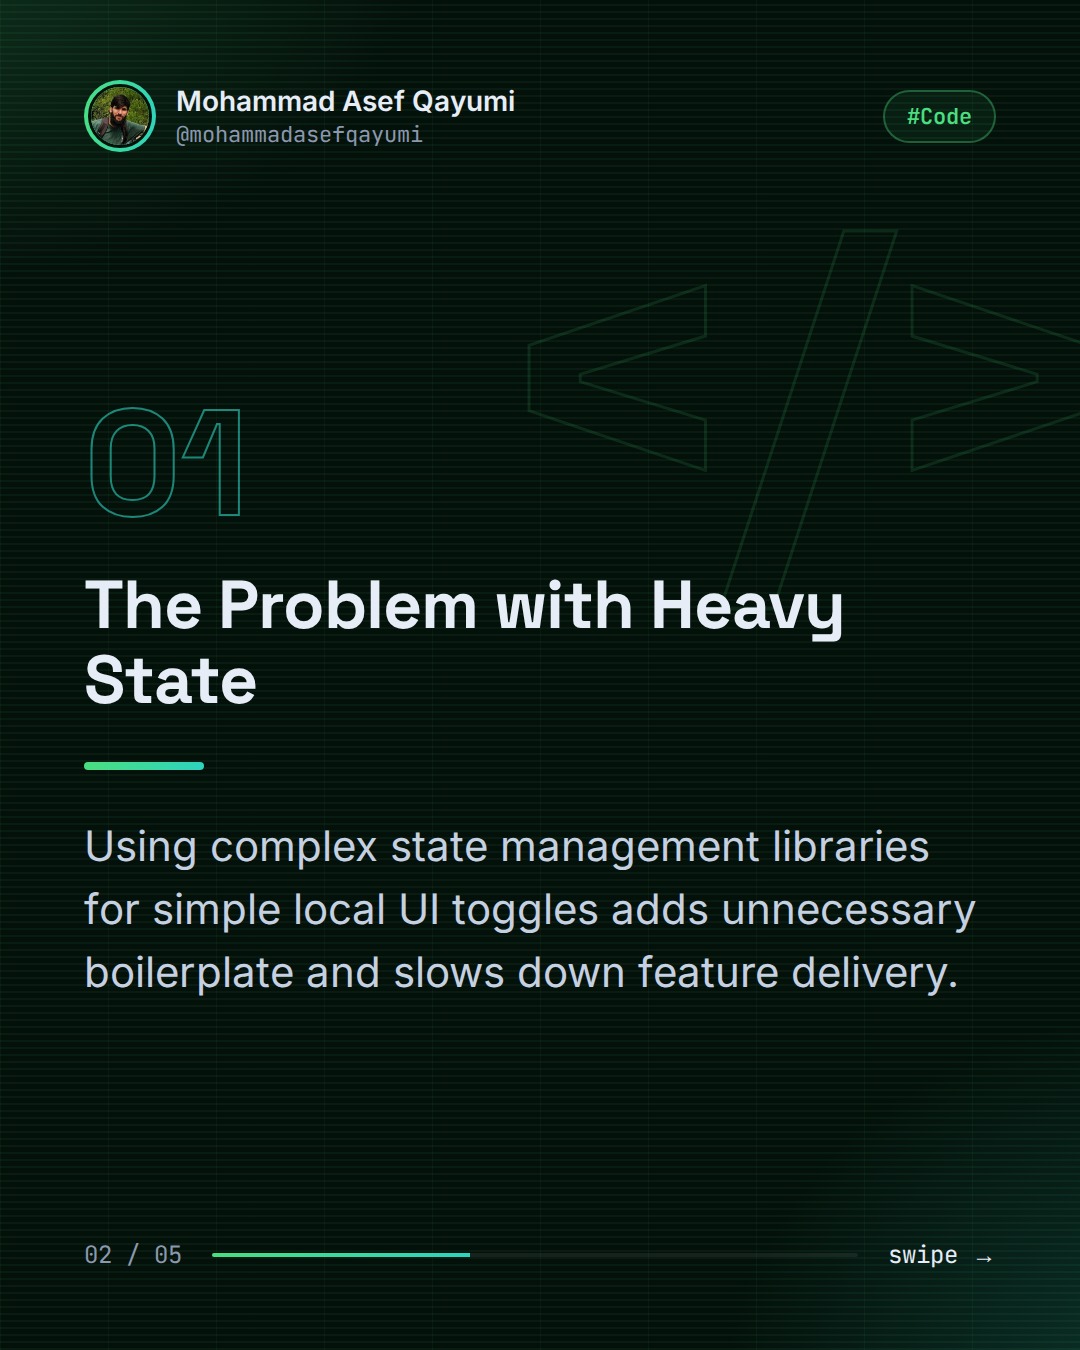 Mohammad Asef Qayumi
@mohammadasefqayumi
#Code
</>
01
The Problem with Heavy
State
Using complex state management libraries
for simple local UI toggles adds unnecessary
boilerplate and slows down feature delivery.
02 / 05
swipe →